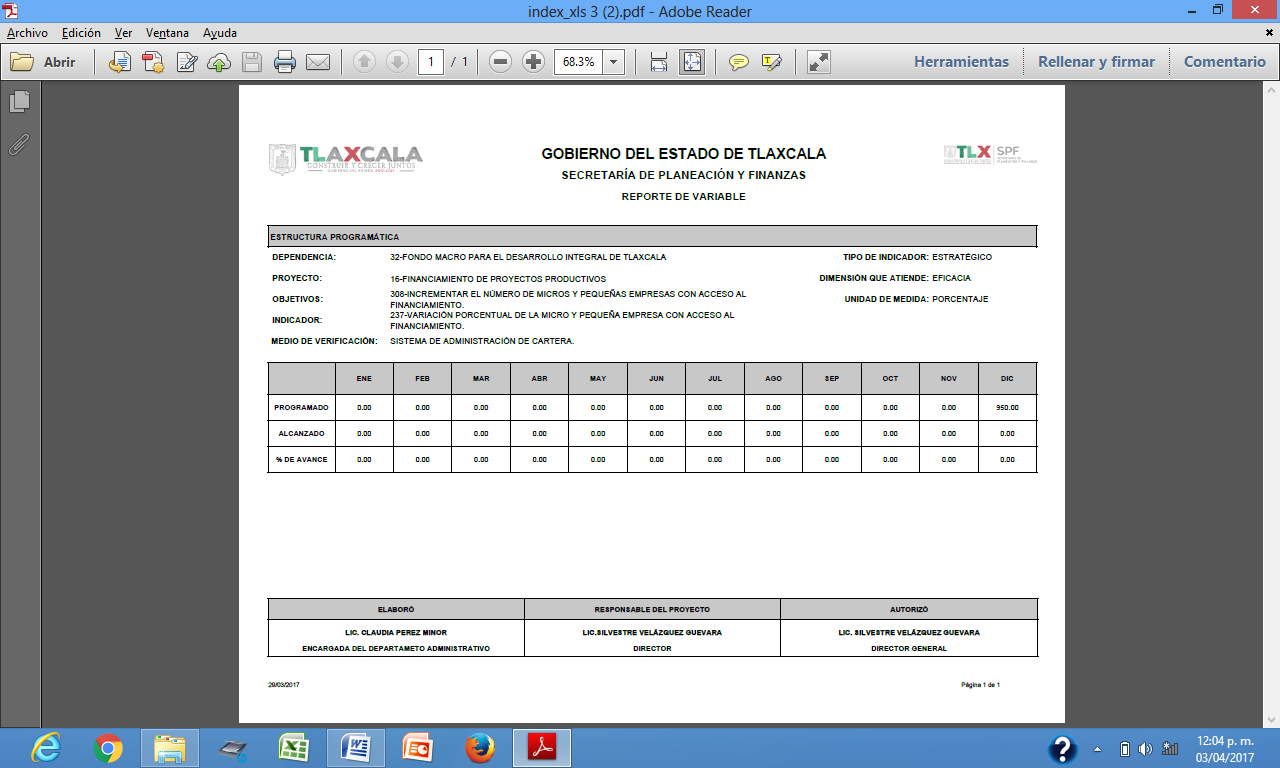 index_xls 3 (2).pdf - Adobe Reader
Archivo Edición Ver Ventana Ayuda
Abrir 1 / 1 68.3% Herramientas Rellenar y firmar Comentario
TLAXCALA
CONSTRUIR Y CRECER JUNTOS
GOBIERNO DEL ESTADO DE TLAXCALA
SECRETARÍA DE PLANEACIÓN Y FINANZAS
REPORTE DE VARIABLE
TLX SPF
ESTRUCTURA PROGRAMÁTICA
DEPENDENCIA: 32-FONDO MACRO PARA EL DESARROLLO INTEGRAL DE TLAXCALA TIPO DE INDICADOR: ESTRATÉGICO
PROYECTO: 16-FINANCIAMIENTO DE PROYECTOS PRODUCTIVOS DIMENSIÓN QUE ATIENDE: EFICACIA
OBJETIVOS: 308-INCREMENTAR EL NÚMERO DE MICROS Y PEQUEÑAS EMPRESAS CON ACCESO AL FINANCIAMIENTO. UNIDAD DE MEDIDA: PORCENTAJE
INDICADOR: 237-VARIACIÓN PORCENTUAL DE LA MICRO Y PEQUEÑA EMPRESA CON ACCESO AL FINANCIAMIENTO.
MEDIO DE VERIFICACIÓN: SISTEMA DE ADMINISTRACIÓN DE CARTERA.
ENE FEB MAR ABR MAY JUN JUL AGO SEP OCT NOV DIC
PROGRAMADO 0.00 0.00 0.00 0.00 0.00 0.00 0.00 0.00 0.00 0.00 0.00 950.00
ALCANZADO 0.00 0.00 0.00 0.00 0.00 0.00 0.00 0.00 0.00 0.00 0.00 0.00
% DE AVANCE 0.00 0.00 0.00 0.00 0.00 0.00 0.00 0.00 0.00 0.00 0.00 0.00
ELABORÓ RESPONSABLE DEL PROYECTO AUTORIZÓ
LIC. CLAUDIA PEREZ MINOR LIC.SILVESTRE VELÁZQUEZ GUEVARA LIC. SILVESTRE VELÁZQUEZ GUEVARA
ENCARGADA DEL DEPARTAMETO ADMINISTRATIVO DIRECTOR DIRECTOR GENERAL
29/03/2017 Página 1 de 1
12:04 p. m.
03/04/2017